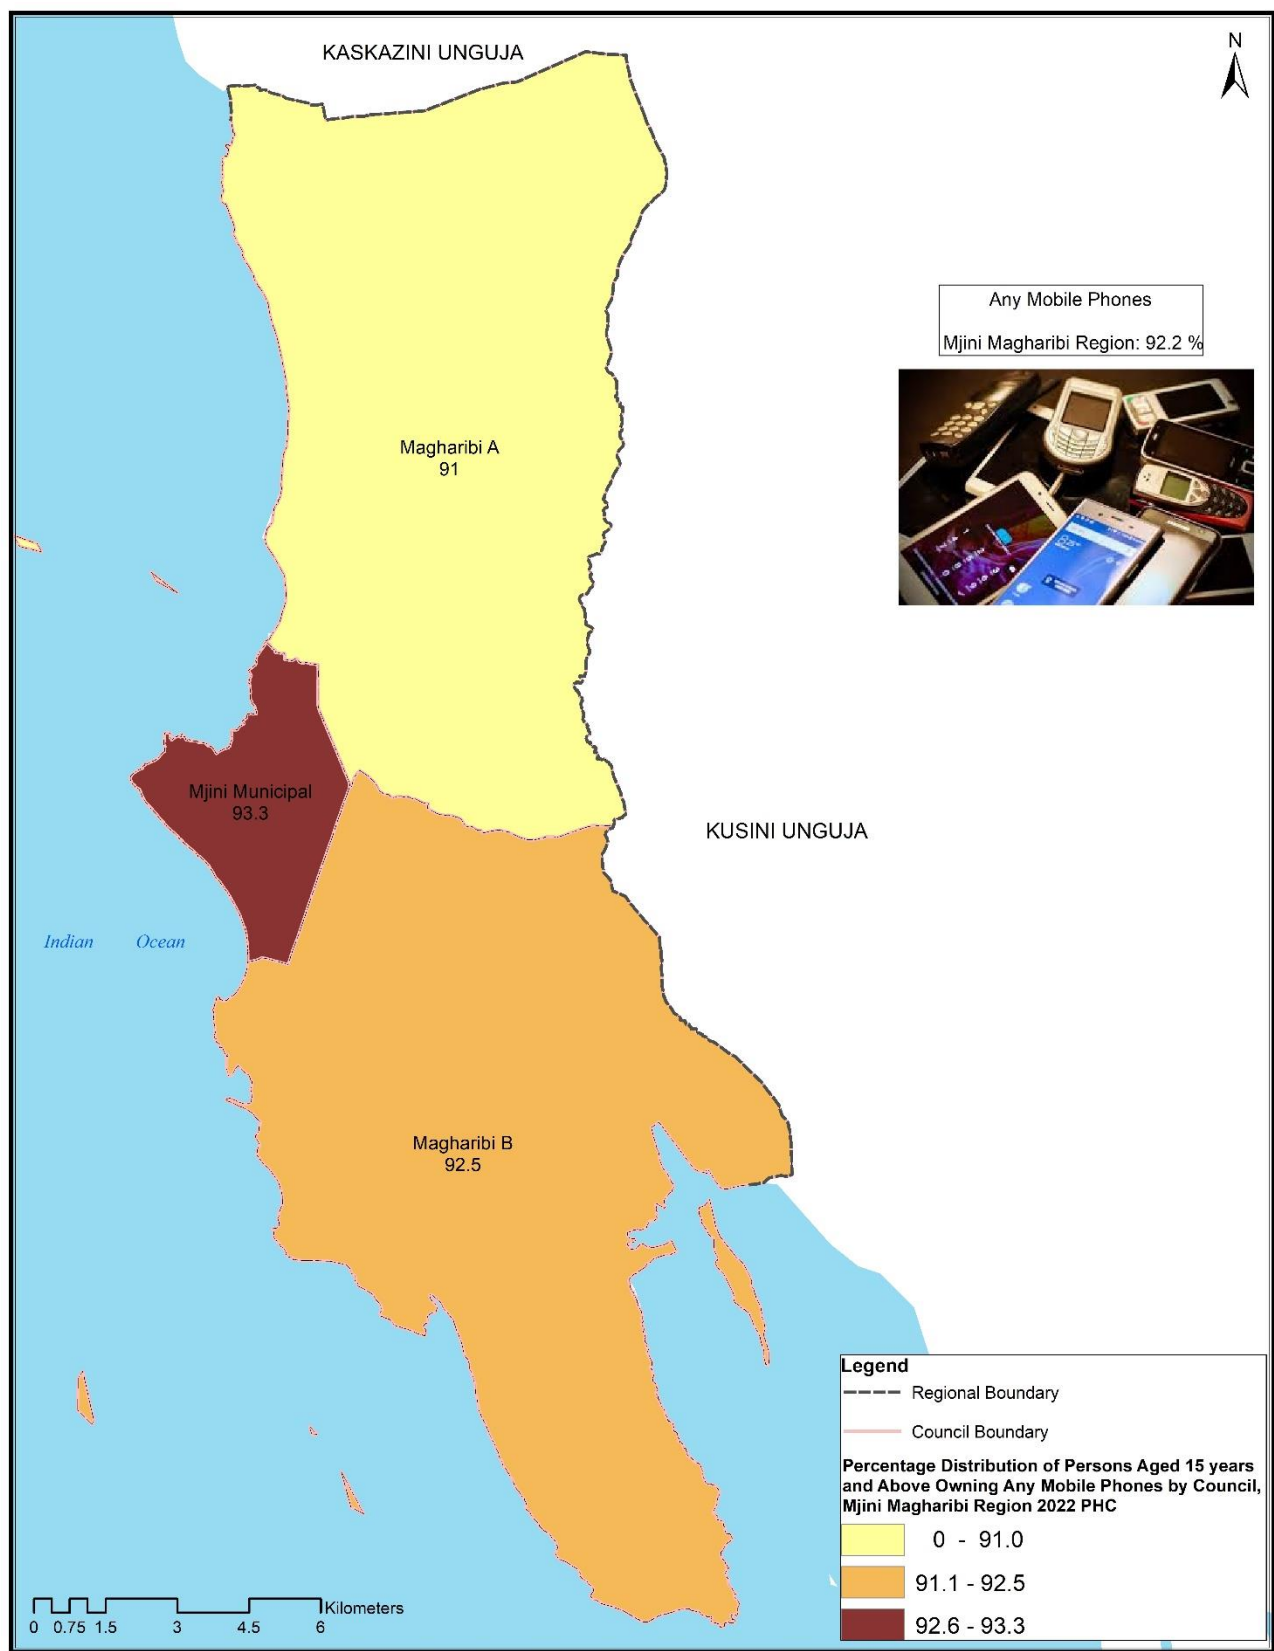 KASKAZINI UNGUJA
N
Any Mobile Phones
Mjini Magharibi Region: 92.2 %
Magharibi A
91
Mjini Municipal
93.3
KUSINI UNGUJA
Indian Ocean
Magharibi B
92.5
Legend
Regional Boundary
Council Boundary
Percentage Distribution of Persons Aged 15 years
and Above Owning Any Mobile Phones by Council,
Mjini Magharibi Region 2022 PHC
0 - 91.0
91.1 - 92.5
92.6 - 93.3
Kilometers
0 0.75 1.5 3 4.5 6